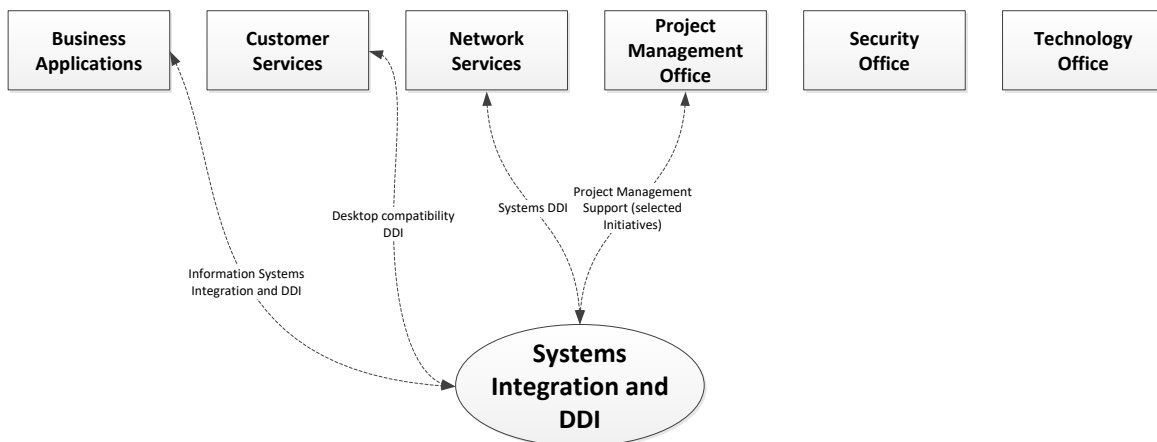 Business
Applications
Customer
Services
Network
Services
Project
Management
Office
Security
Office
Technology
Office
Project Management
Support (selected
Initiatives)
Systems DDI
Desktop compatibility
DDI
Information Systems
Integration and DDI
Systems
Integration and
DDI